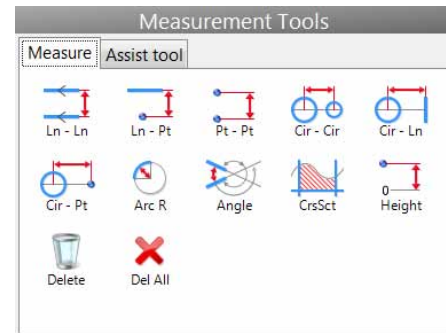 Measurement Tools
Measure Assist tool
Ln - Ln Ln - Pt Pt - Pt Cir - Cir Cir - Ln
0
Cir - Pt Arc R Angle CrsSct Height
Delete Del All